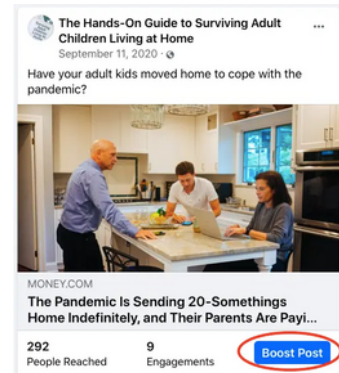 The Hands-On Guide to Surviving Adult
Children Living at Home
September 11, 2020 ·
Have your adult kids moved home to cope with the
pandemic?
MONEY.COM
The Pandemic Is Sending 20-Somethings
Home Indefinitely, and Their Parents Are Payi...
292
People Reached
9
Engagements
Boost Post